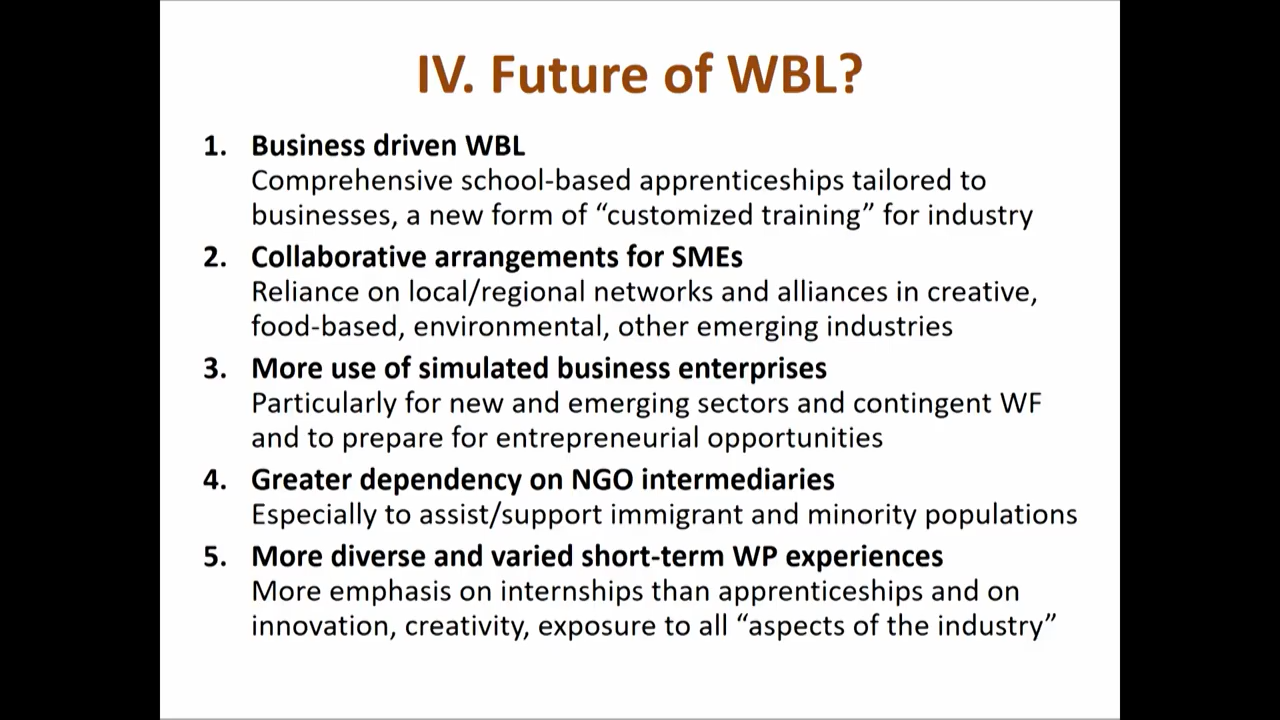 IV. Future of WBL?
1. Business driven WBL
Comprehensive school-based apprenticeships tailored to
businesses, a new form of “customized training” for industry
2. Collaborative arrangements for SMEs
Reliance on local/regional networks and alliances in creative,
food-based, environmental, other emerging industries
3. More use of simulated business enterprises
Particularly for new and emerging sectors and contingent WF
and to prepare for entrepreneurial opportunities
4. Greater dependency on NGO intermediaries
Especially to assist/support immigrant and minority populations
5. More diverse and varied short-term WP experiences
More emphasis on internships than apprenticeships and on
innovation, creativity, exposure to all “aspects of the industry”